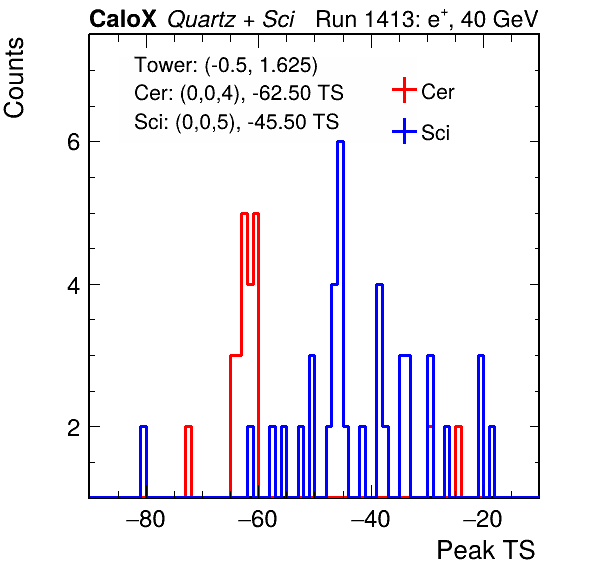 CaloX Quartz + Sci Run 1413: e⁺, 40 GeV
Counts
Tower: (-0.5, 1.625)
Cer: (0,0,4), -62.50 TS
Sci: (0,0,5), -45.50 TS
Cer
Sci
6
4
2
−80 −60 −40 −20
Peak TS